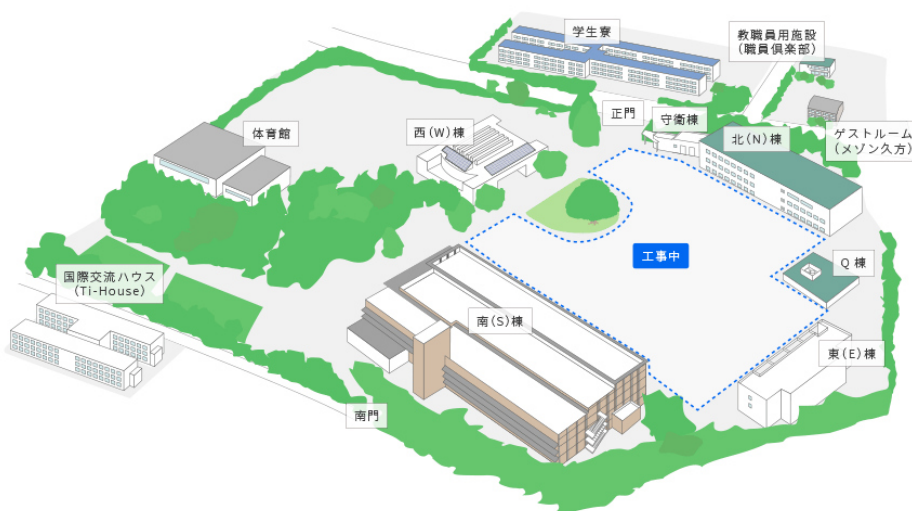 学生寮
教職員用施設
(職員倶楽部)
正門
守衛棟
体育館
西(W)棟
北(N)棟
ゲストルーム
(メゾン久方)
工事中
Q棟
国際交流ハウス
(Ti-House)
南(S)棟
東(E)棟
南門